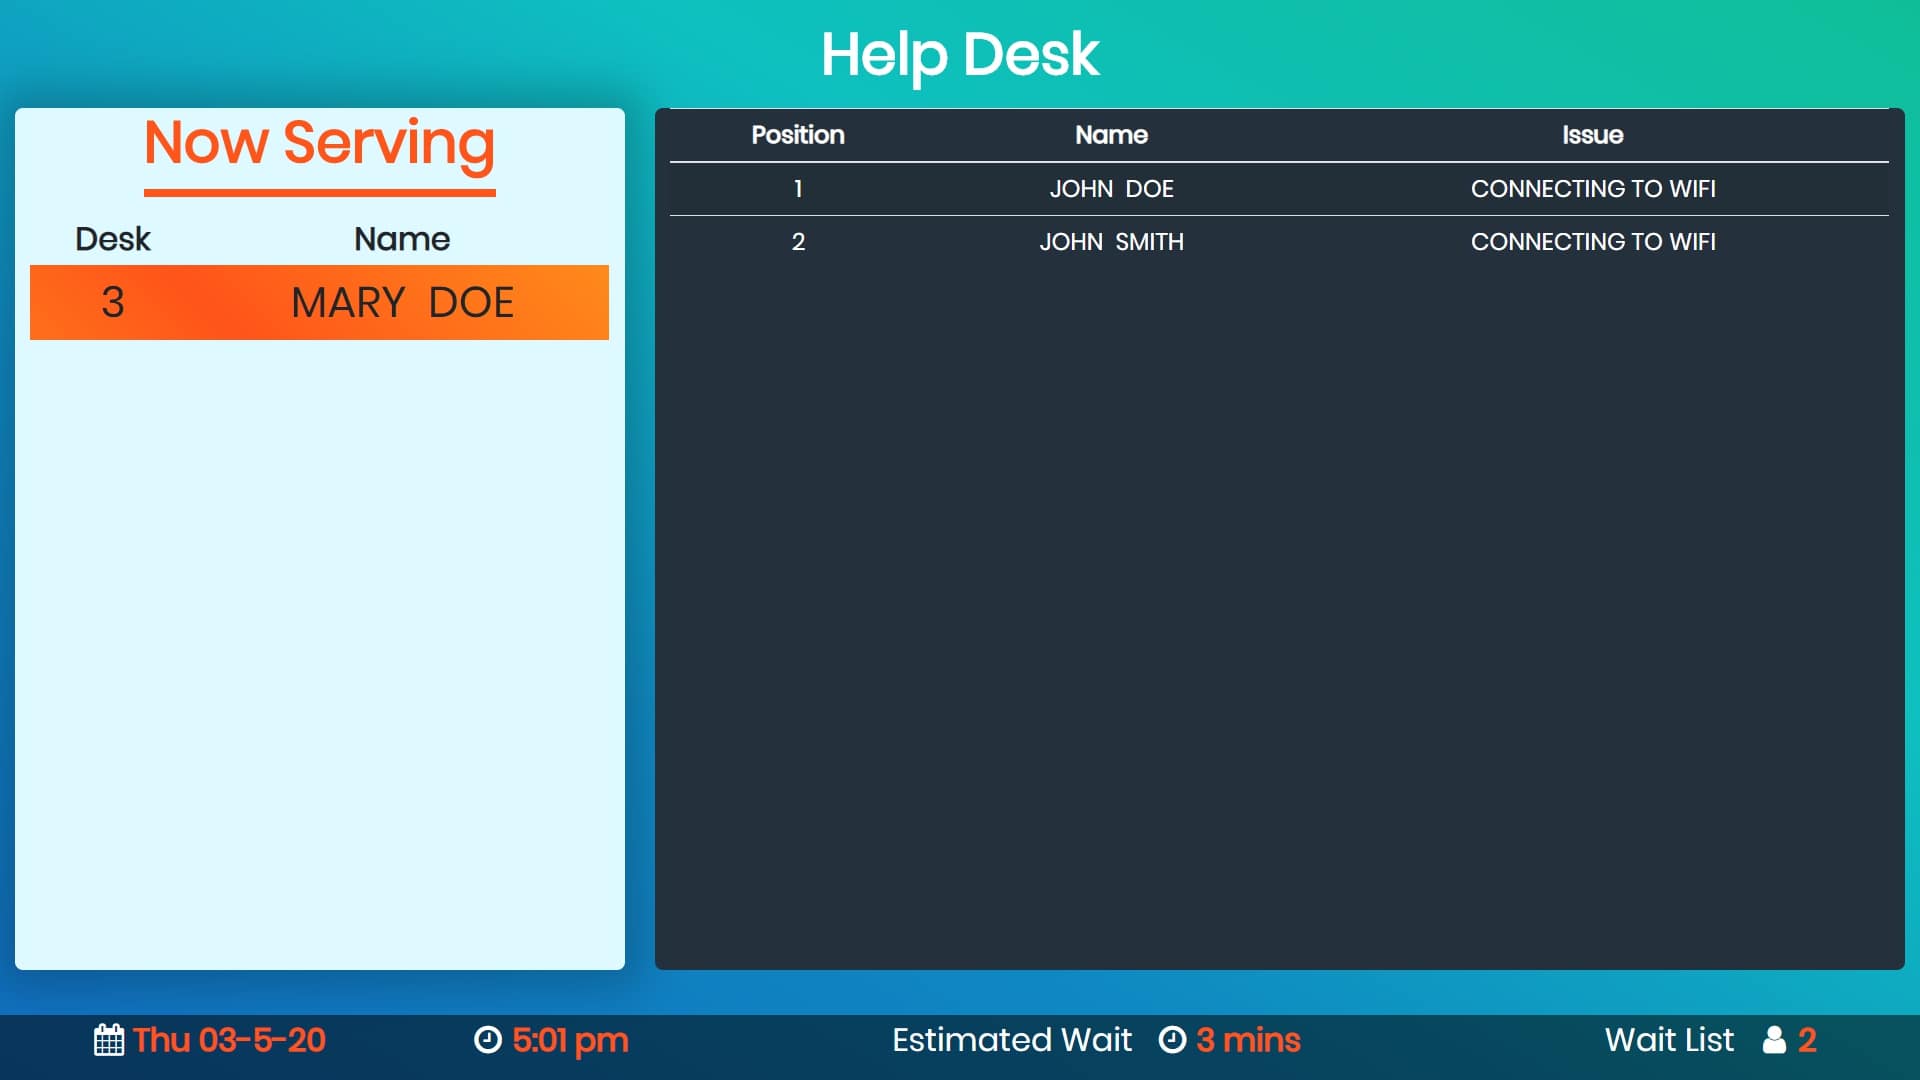 Help Desk
Now Serving
Desk Name
3 MARY DOE
Position Name Issue
1 JOHN DOE CONNECTING TO WIFI
2 JOHN SMITH CONNECTING TO WIFI
Thu 03-5-20 5:01 pm Estimated Wait 3 mins Wait List 2